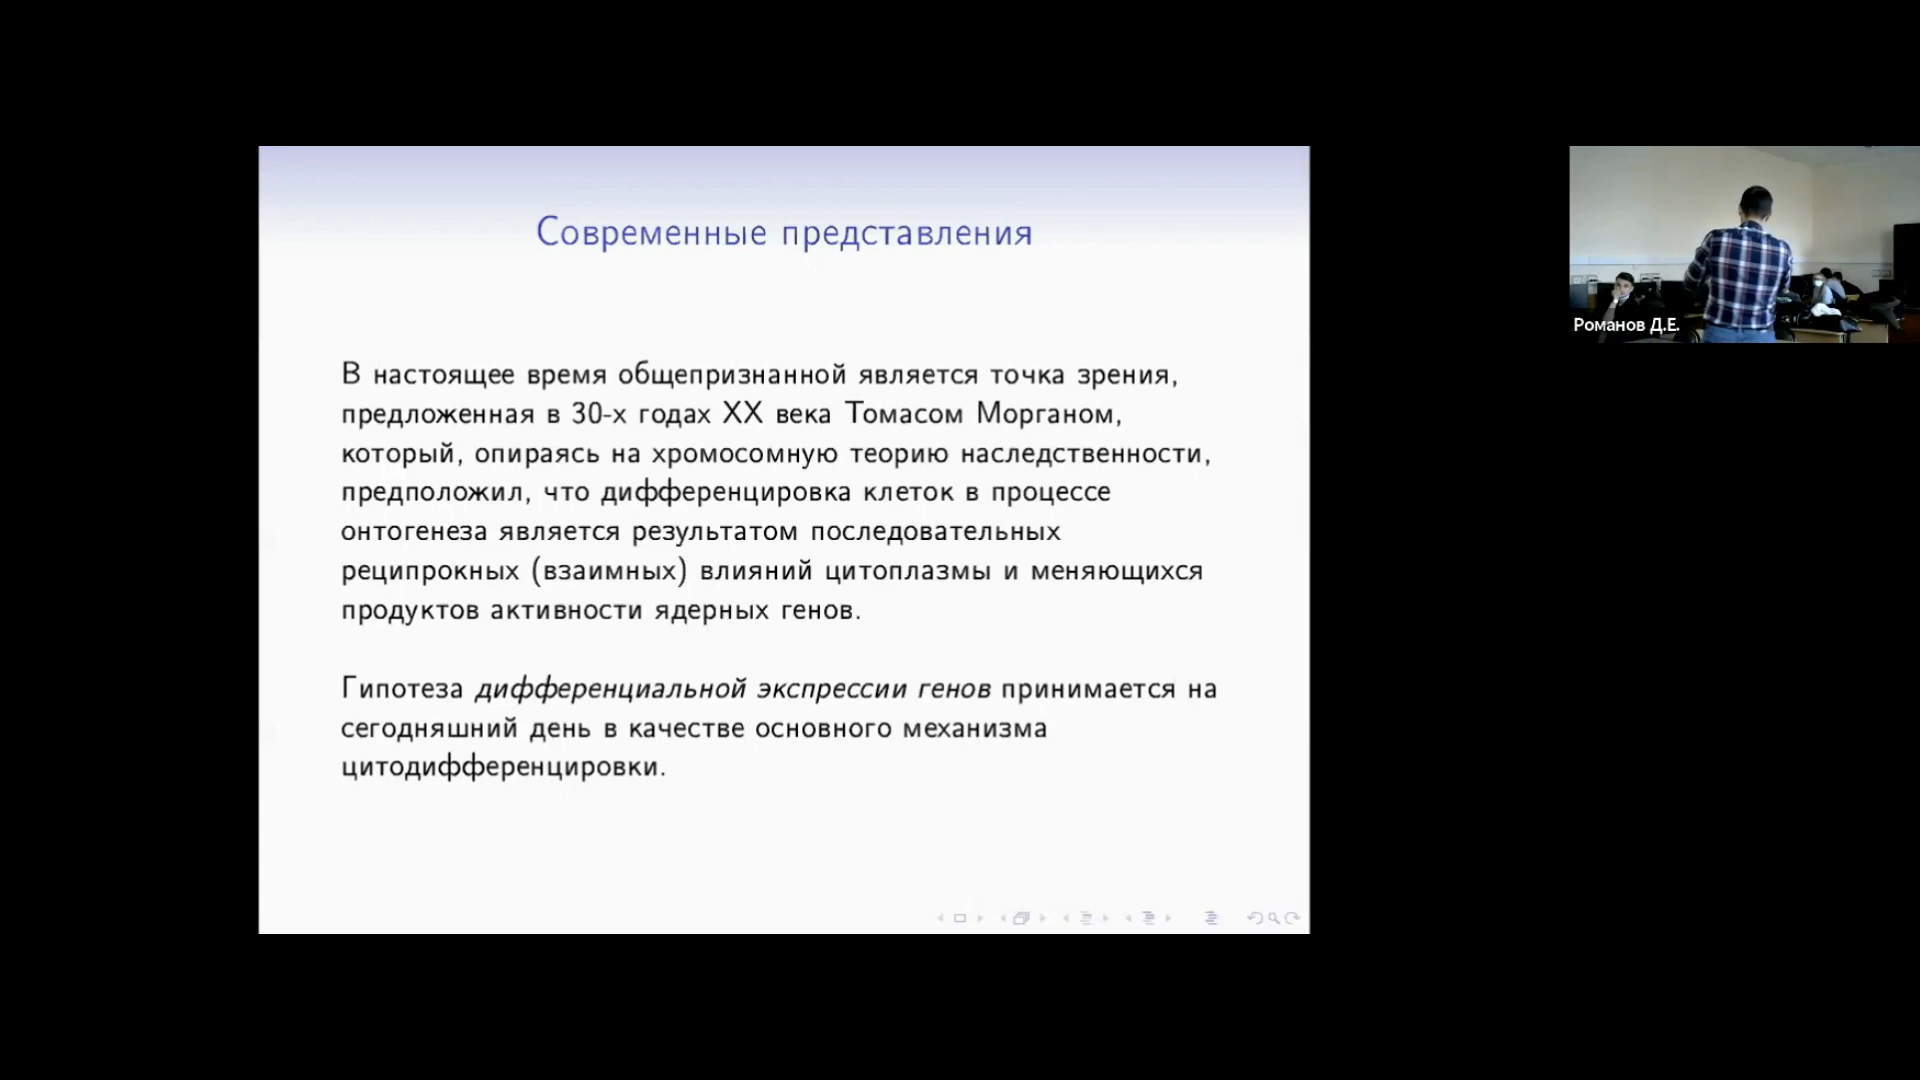 Современные представления
В настоящее время общепризнанной является точка зрения,
предложенная в 30-х годах XX века Томасом Морганом,
который, опираясь на хромосомную теорию наследственности,
предположил, что дифференцировка клеток в процессе
онтогенеза является результатом последовательных
реципрокных (взаимных) влияний цитоплазмы и меняющихся
продуктов активности ядерных генов.
Гипотеза дифференциальной экспрессии генов принимается на
сегодняшний день в качестве основного механизма
цитодифференцировки.
Романов Д.Е.